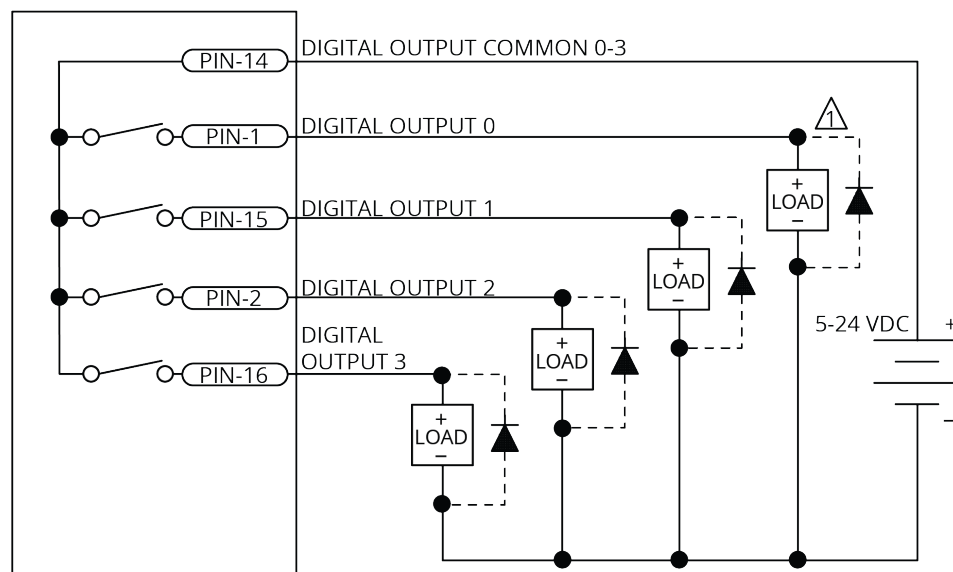 PIN-14 DIGITAL OUTPUT COMMON 0-3
1
PIN-1 DIGITAL OUTPUT 0
+
LOAD
–
PIN-15 DIGITAL OUTPUT 1
+
LOAD
–
PIN-2 DIGITAL OUTPUT 2
5-24 VDC +
–
+
LOAD
–
DIGITAL
OUTPUT 3
PIN-16
+
LOAD
–